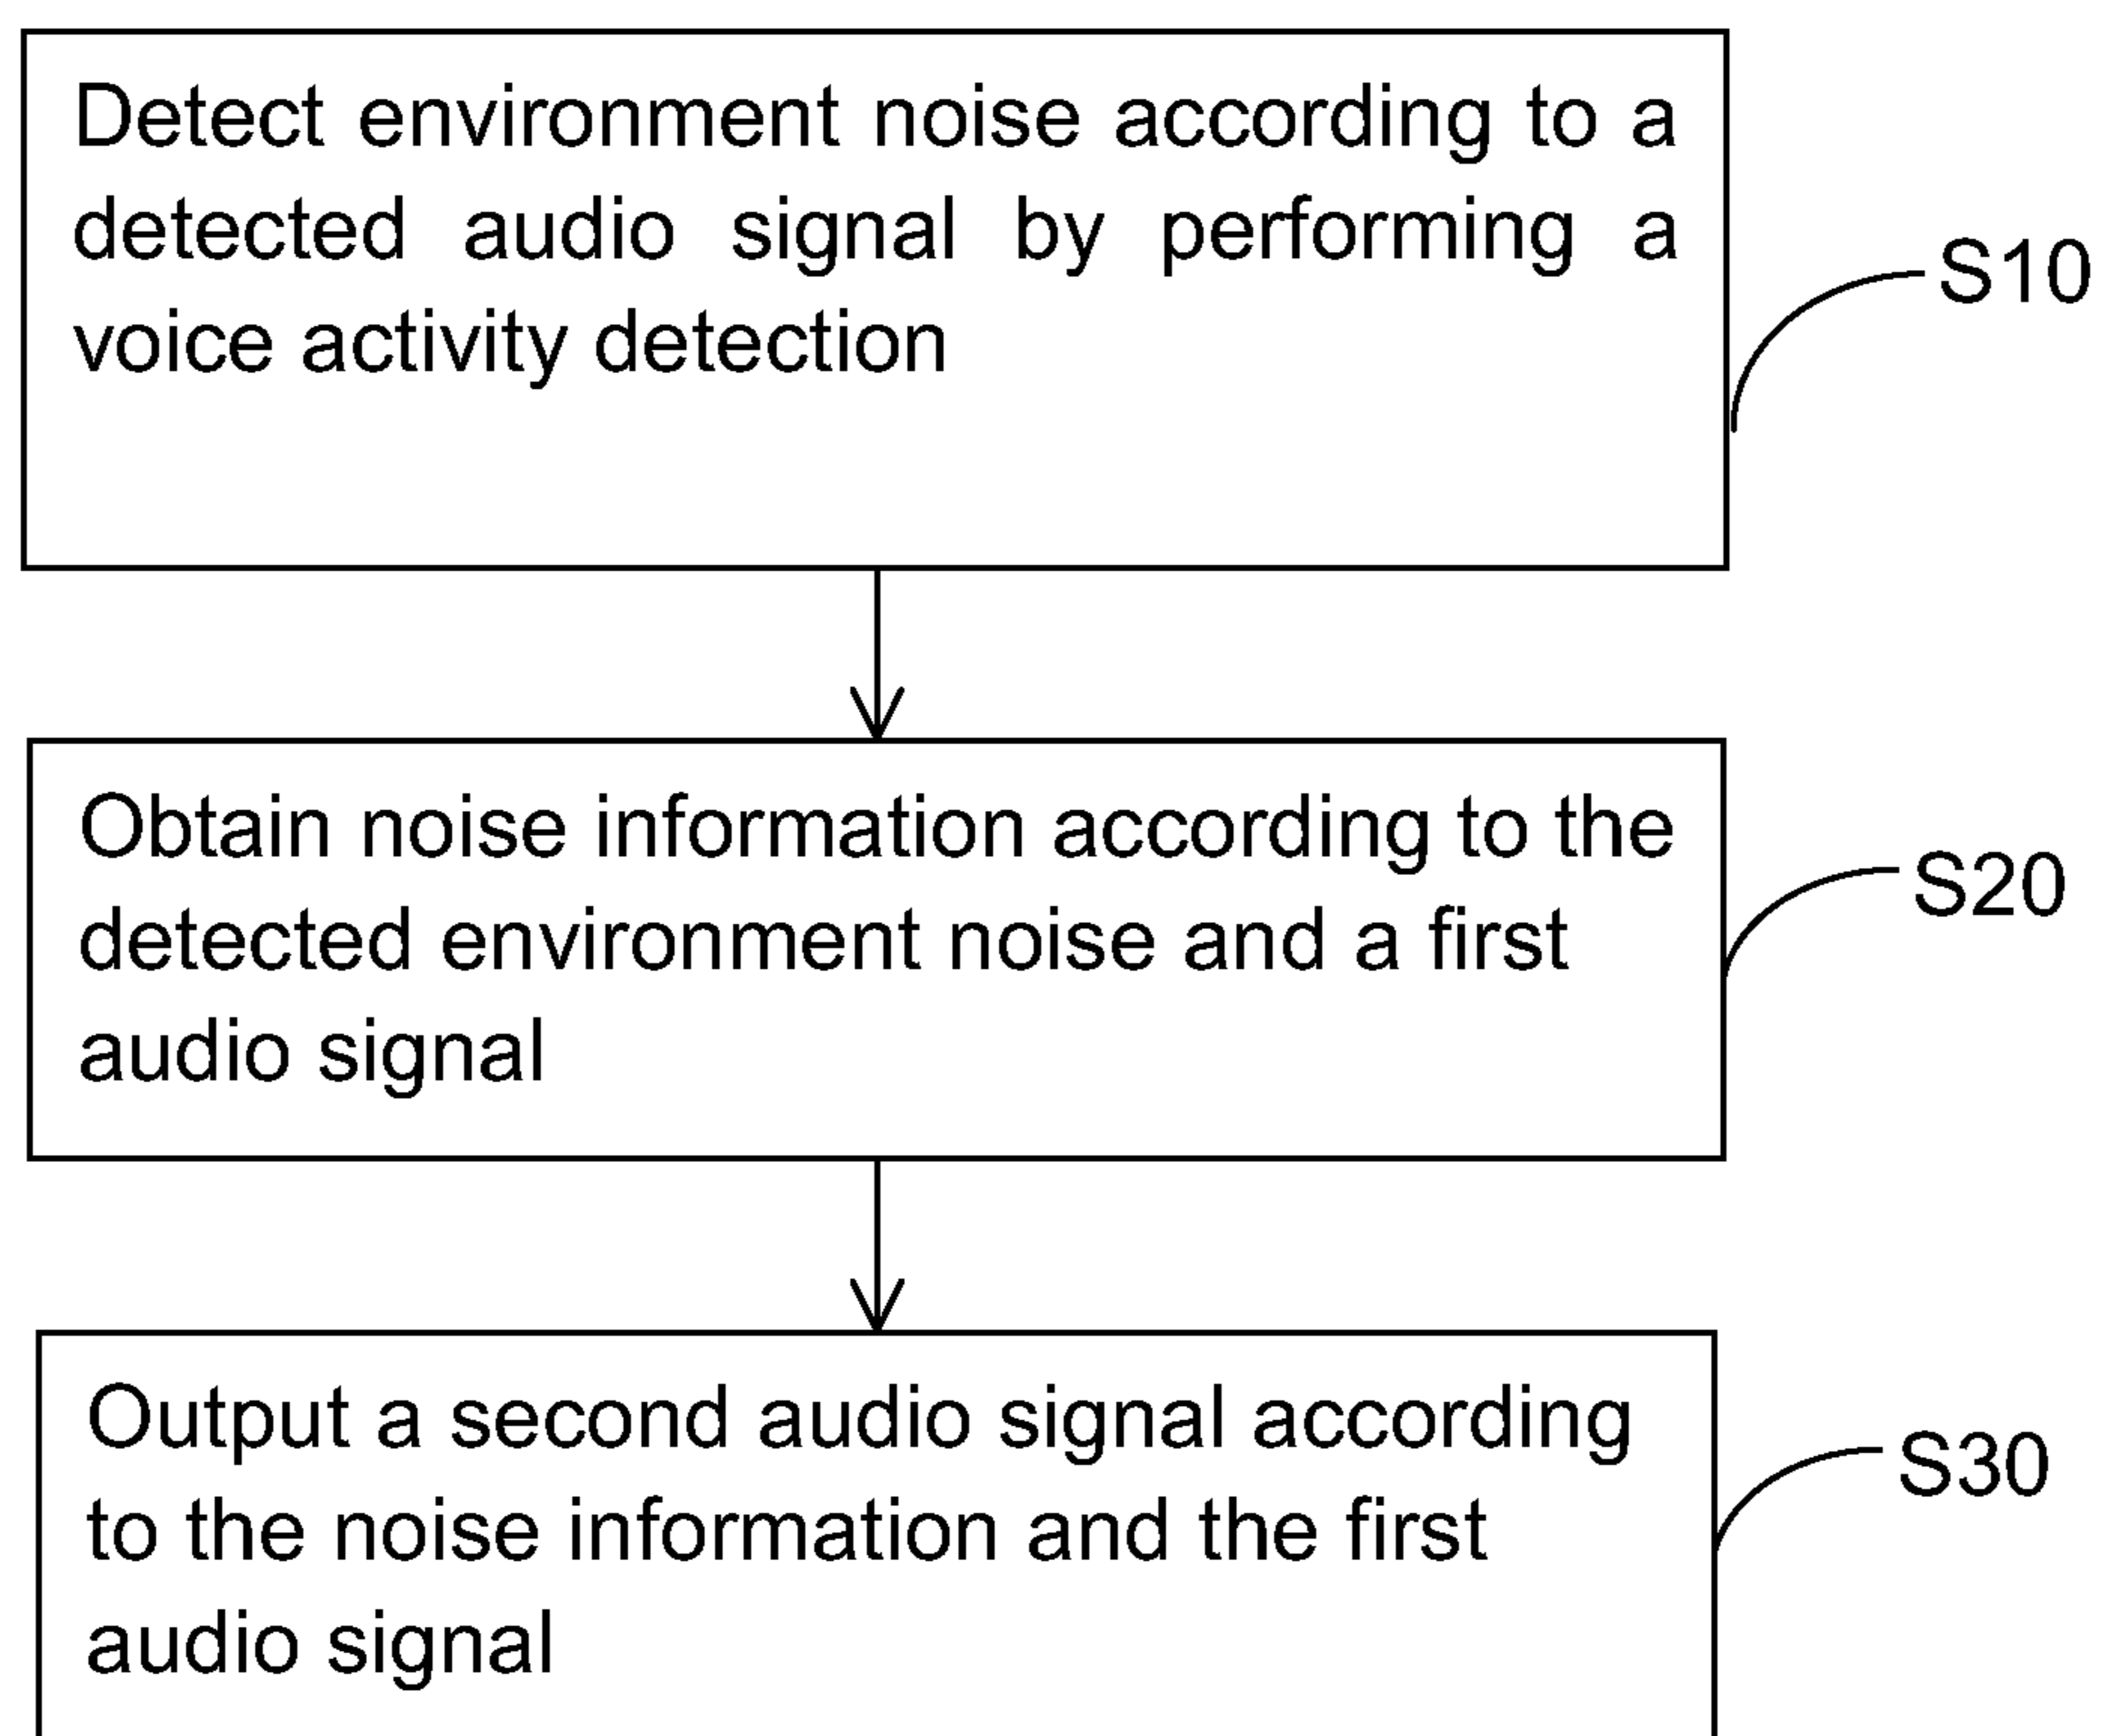 Detect environment noise according to a
detected audio signal by performing a
voice activity detection
S10
Obtain noise information according to the
detected environment noise and a first
audio signal
S20
Output a second audio signal according
to the noise information and the first
audio signal
S30